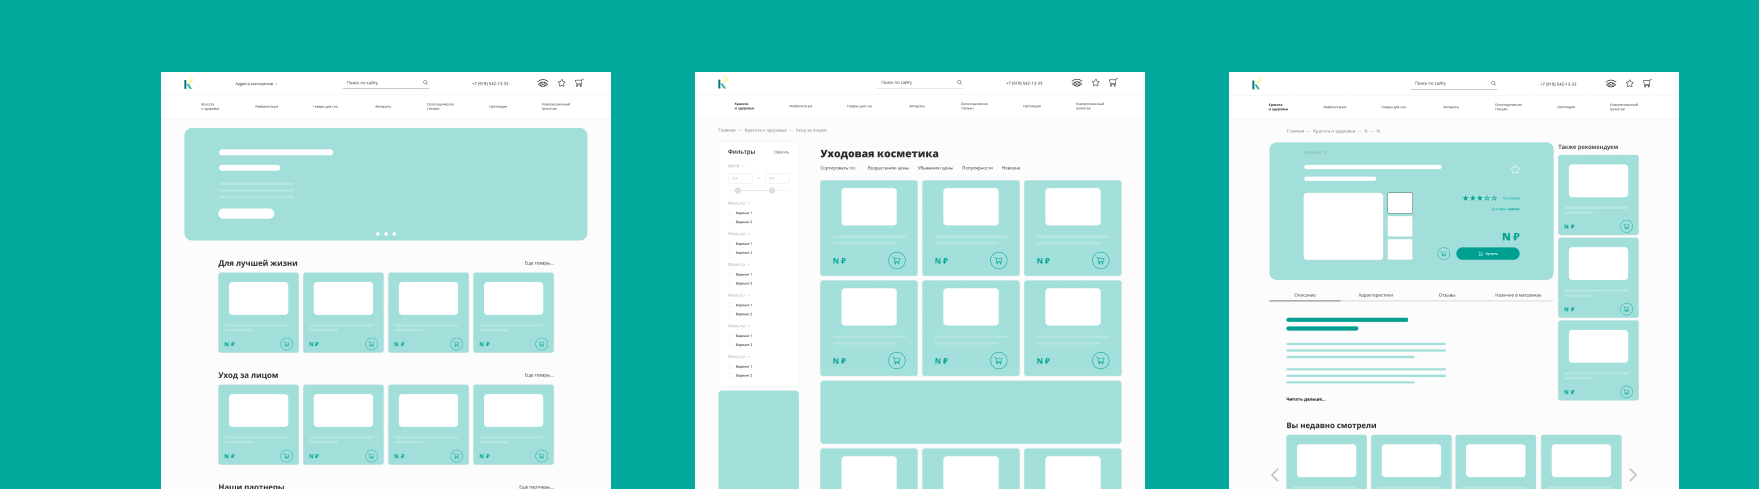 K
Адреса магазинов
Поиск по сайту
+7 (918) 542-13-33
Красота
и здоровье
Реабилитация
Товары для сна
Аппараты
Ортопедические
стельки
Ортопедия
Компрессионный
трикотаж
Для лучшей жизни
Еще товары...
N ₽
N ₽
N ₽
N ₽
Уход за лицом
Еще товары...
N ₽
N ₽
N ₽
N ₽
Наши партнеры
Еще партнеры...
K
Поиск по сайту
+7 (918) 542-13-33
Красота
и здоровье
Реабилитация
Товары для сна
Аппараты
Ортопедические
стельки
Ортопедия
Компрессионный
трикотаж
Главная — Красота и здоровье — Уход за лицом
Фильтры
Сбросить
Цена
Фильтр
Вариант 1
Вариант 2
Фильтр
Вариант 1
Вариант 2
Фильтр
Вариант 1
Вариант 2
Фильтр
Вариант 1
Вариант 2
Фильтр
Вариант 1
Вариант 2
Фильтр
Вариант 1
Вариант 2
Уходовая косметика
Сортировать по: Возрастанию цены Убыванию цены Популярности Новизне
N ₽
N ₽
N ₽
N ₽
N ₽
N ₽
K
Поиск по сайту
+7 (918) 542-13-33
Красота
и здоровье
Реабилитация
Товары для сна
Аппараты
Ортопедические
стельки
Ортопедия
Компрессионный
трикотаж
Главная — Красота и здоровье — N — N
Артикул: N
N отзывов
Доставка завтра
N ₽
Купить
Также рекомендуем
N ₽
N ₽
N ₽
Описание
Характеристики
Отзывы
Наличие в магазинах
Читать дальше...
Вы недавно смотрели